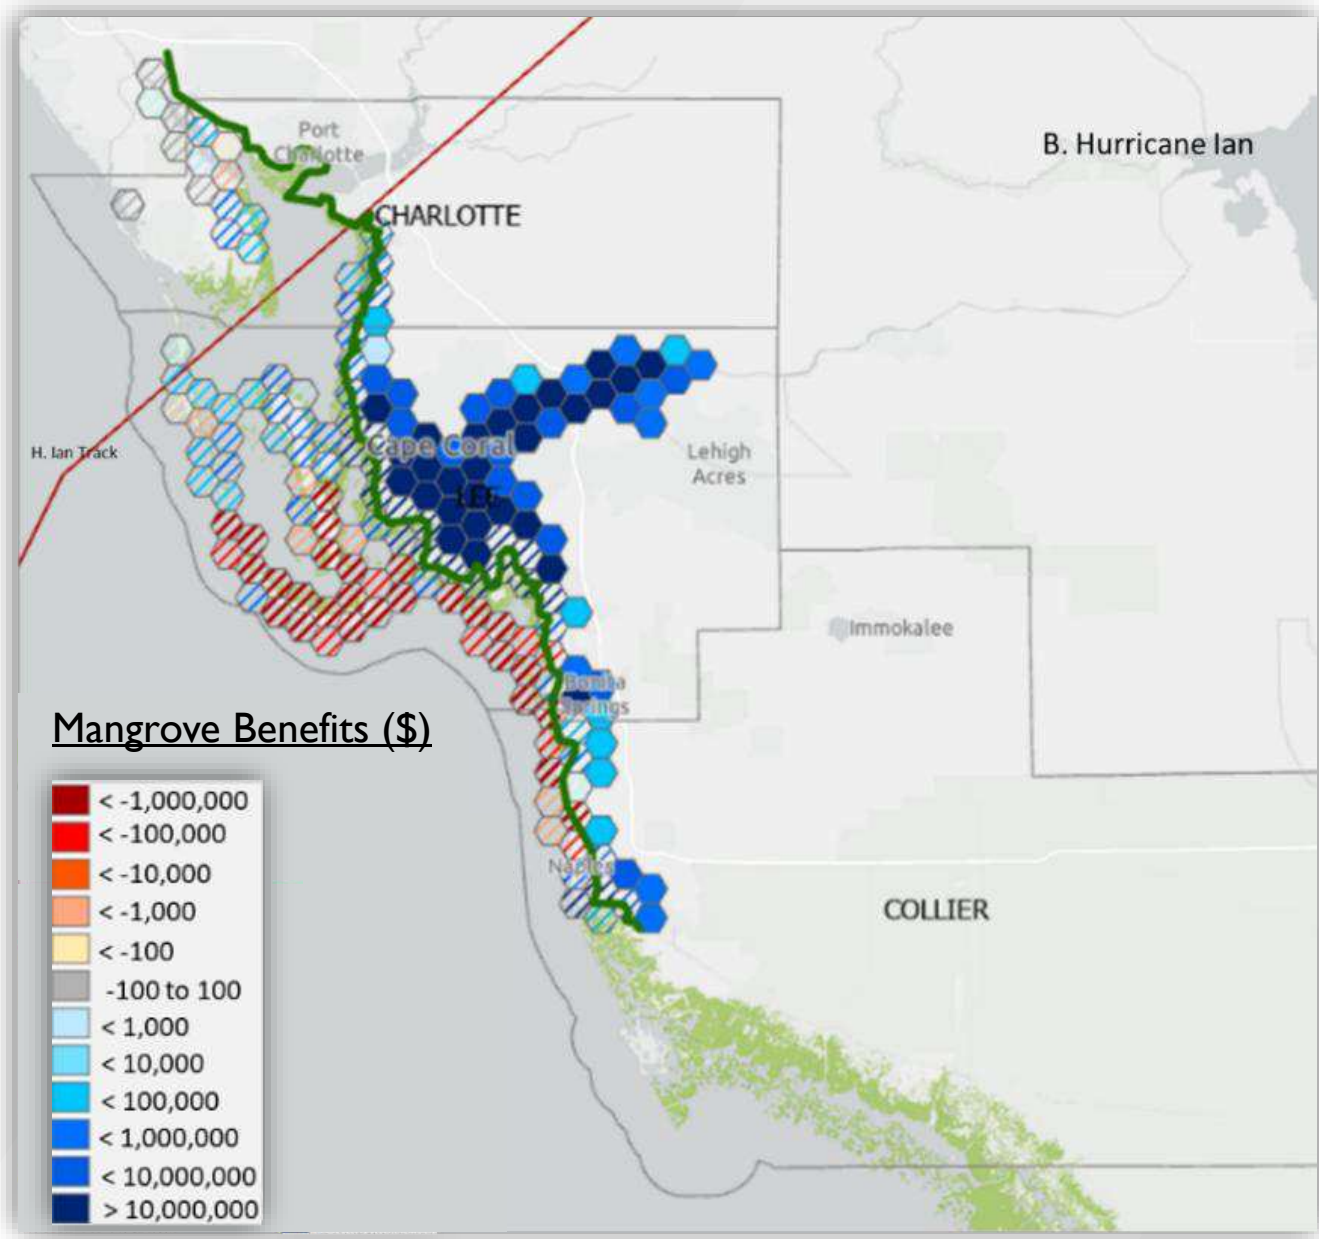 Port
Charlotte
B. Hurricane Ian
CHARLOTTE
Cape Coral
H. Ian Track
Lehigh
Acres
LEE
Immokalee
Bonita
Springs
Mangrove Benefits ($)
< -1,000,000
< -100,000
< -10,000
< -1,000
< -100
-100 to 100
< 1,000
< 10,000
< 100,000
< 1,000,000
< 10,000,000
> 10,000,000
Naples
COLLIER